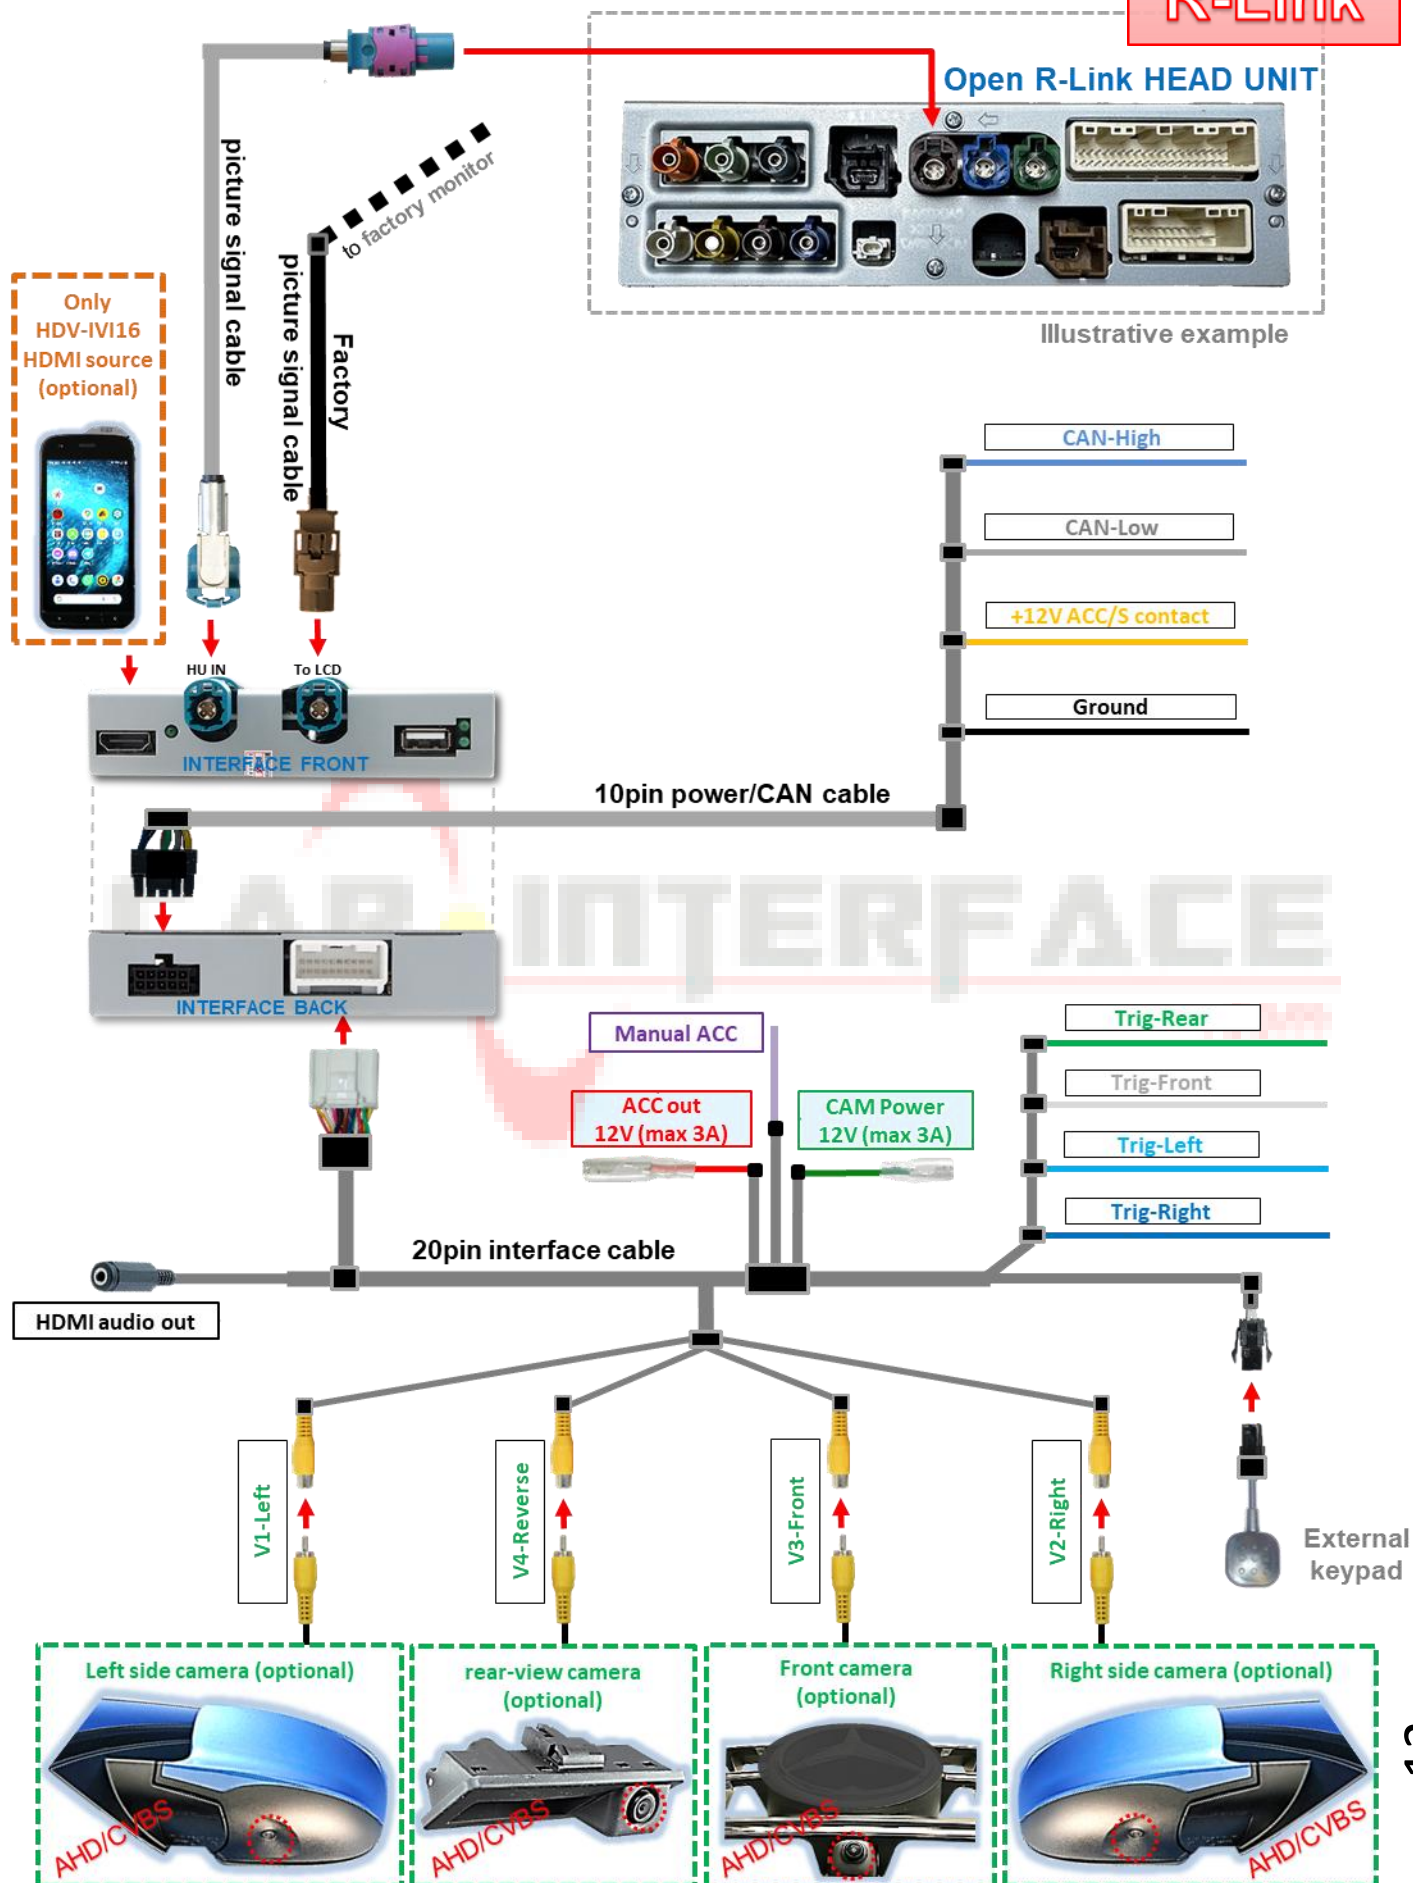 R-Link
Open R-Link HEAD UNIT
Illustrative example
picture signal cable
to factory monitor
Factory
picture signal cable
Only
HDV-IVI16
HDMI source
(optional)
CAN-High
CAN-Low
+12V ACC/S contact
Ground
HU IN
To LCD
INTERFACE FRONT
10pin power/CAN cable
CAR INTERFACE
.com
INTERFACE BACK
Manual ACC
ACC out
12V (max 3A)
CAM Power
12V (max 3A)
Trig-Rear
Trig-Front
Trig-Left
Trig-Right
20pin interface cable
HDMI audio out
V1-Left
V4-Reverse
V3-Front
V2-Right
External
keypad
Left side camera (optional)
AHD/CVBS
rear-view camera
(optional)
AHD/CVBS
Front camera
(optional)
AHD/CVBS
Right side camera (optional)
AHD/CVBS